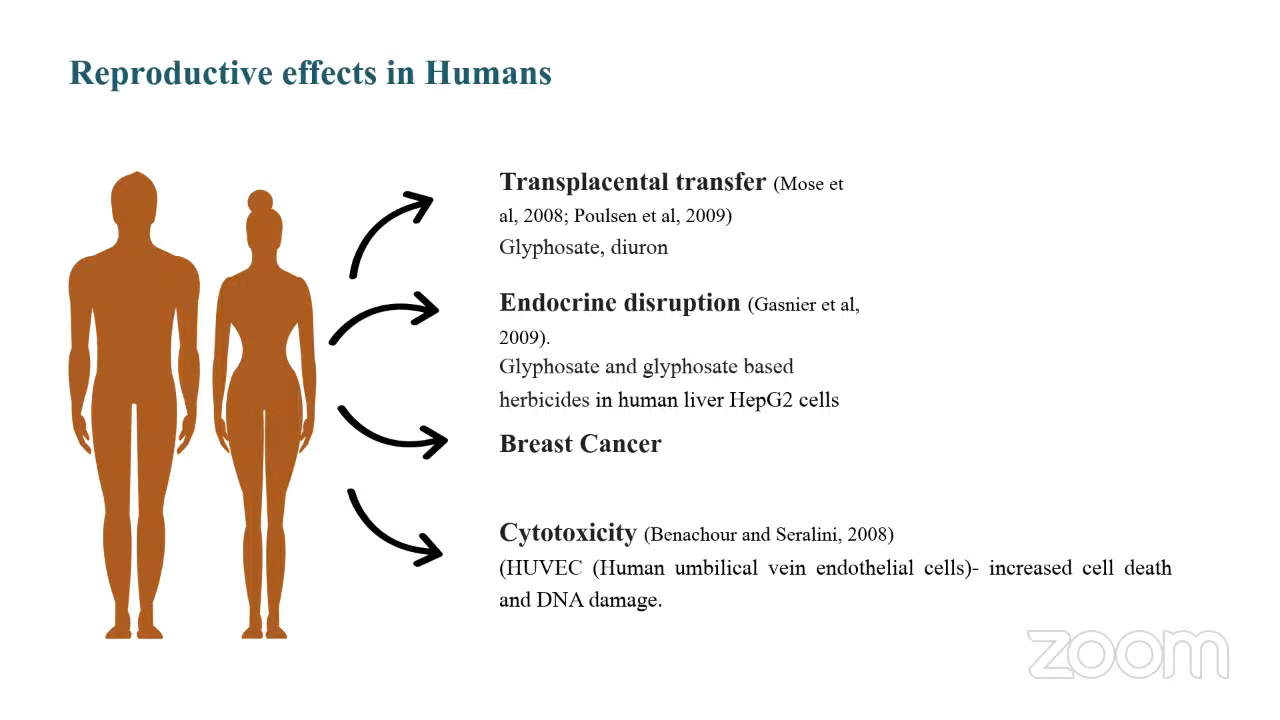 Reproductive effects in Humans
Transplacental transfer (Mose et
al, 2008; Poulsen et al, 2009)
Glyphosate, diuron
Endocrine disruption (Gasnier et al,
2009).
Glyphosate and glyphosate based
herbicides in human liver HepG2 cells
Breast Cancer
Cytotoxicity (Benachour and Seralini, 2008)
(HUVEC (Human umbilical vein endothelial cells)- increased cell death
and DNA damage.
zoom